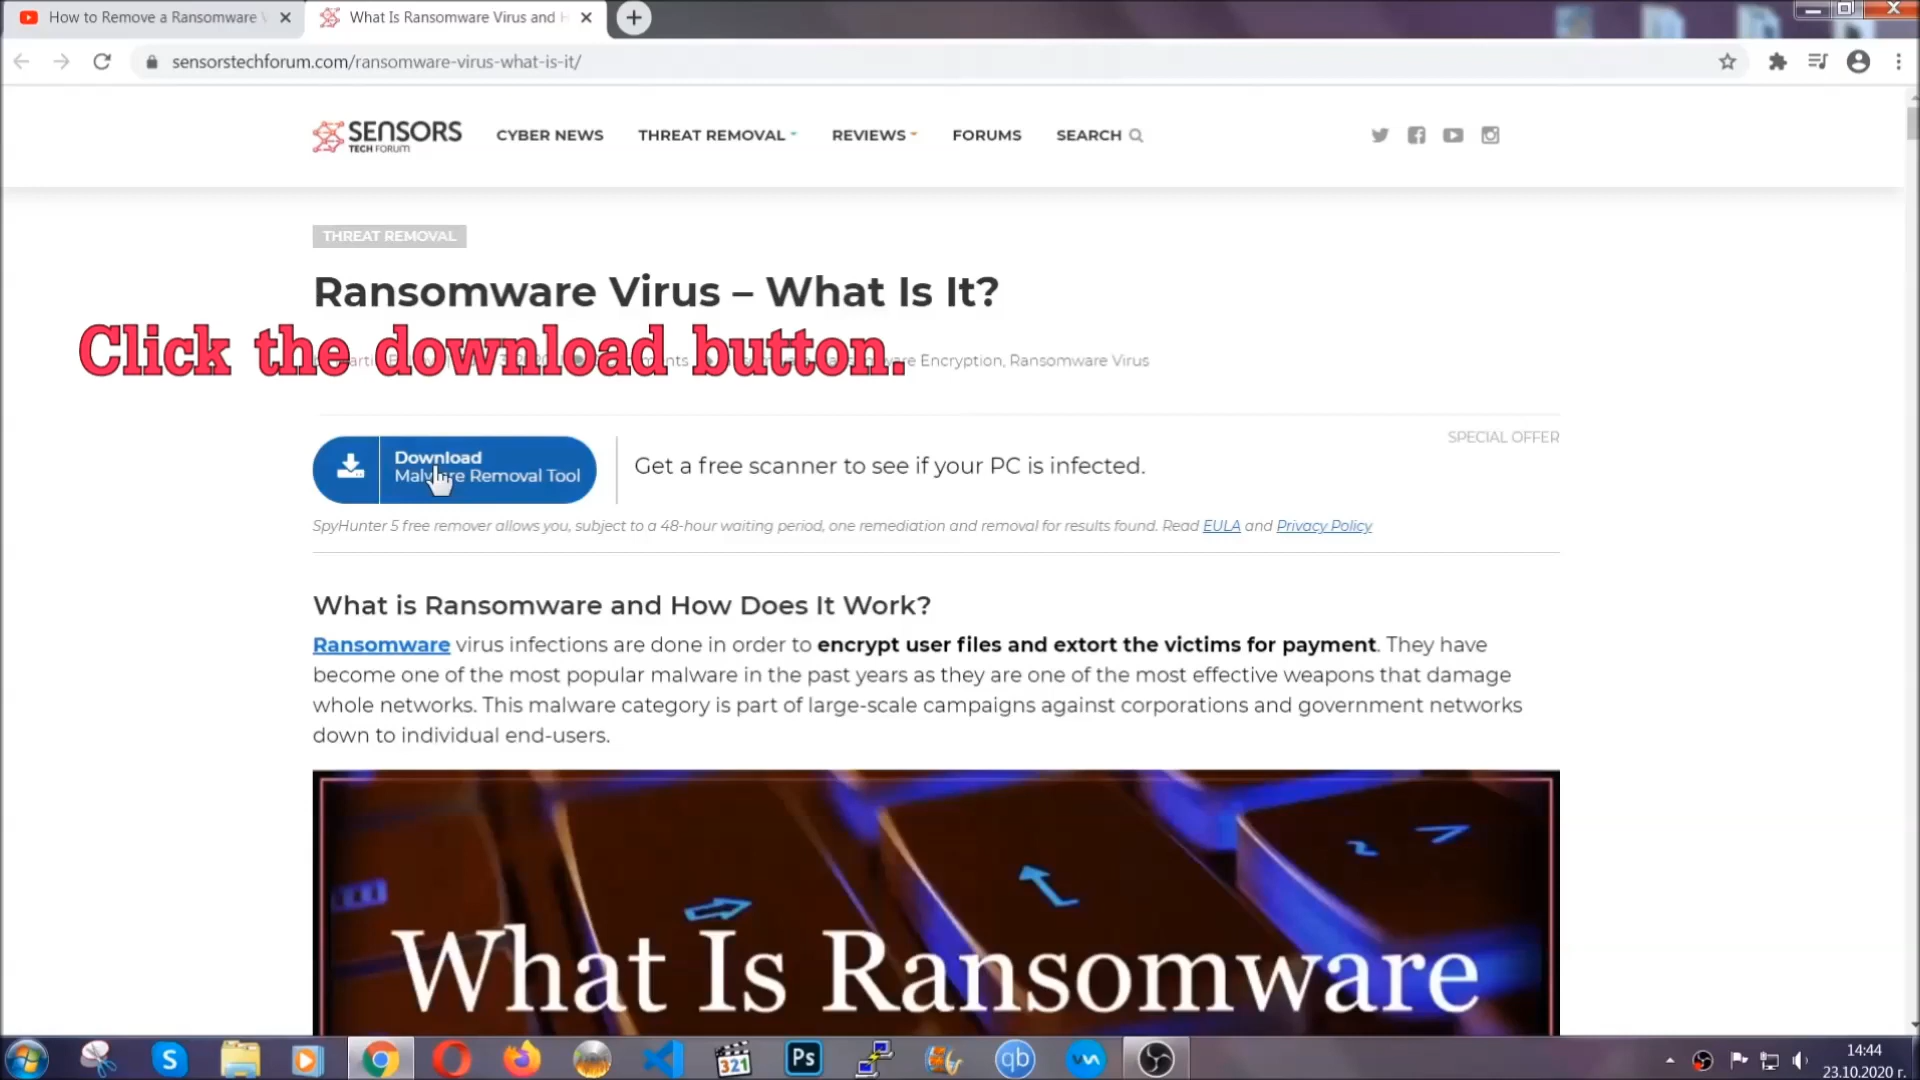 How to Remove a Ransomware
What Is Ransomware Virus and H
sensorstechforum.com/ransomware-virus-what-is-it/
SENSORS
TECH FORUM
CYBER NEWS
THREAT REMOVAL
REVIEWS
FORUMS
SEARCH
THREAT REMOVAL
Ransomware Virus – What Is It?
Click the download button.
Encryption, Ransomware Virus
SPECIAL OFFER
Download
Malware Removal Tool
Get a free scanner to see if your PC is infected.
SpyHunter 5 free remover allows you, subject to a 48-hour waiting period, one remediation and removal for results found. Read EULA and Privacy Policy
What is Ransomware and How Does It Work?
Ransomware virus infections are done in order to encrypt user files and extort the victims for payment. They have
become one of the most popular malware in the past years as they are one of the most effective weapons that damage
whole networks. This malware category is part of large-scale campaigns against corporations and government networks
down to individual end-users.
What Is Ransomware
S
321
Ps
qb
14:44
23.10.2020 г.